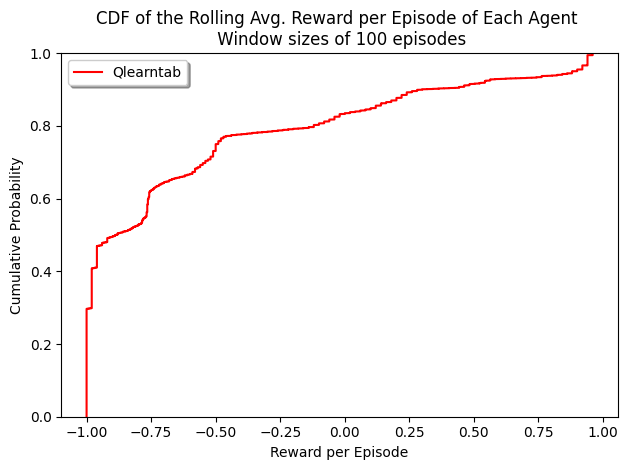 CDF of the Rolling Avg. Reward per Episode of Each Agent
Window sizes of 100 episodes
Qlearntab
1.0
0.8
0.6
0.4
0.2
0.0
Cumulative Probability
−1.00 −0.75 −0.50 −0.25 0.00 0.25 0.50 0.75 1.00
Reward per Episode